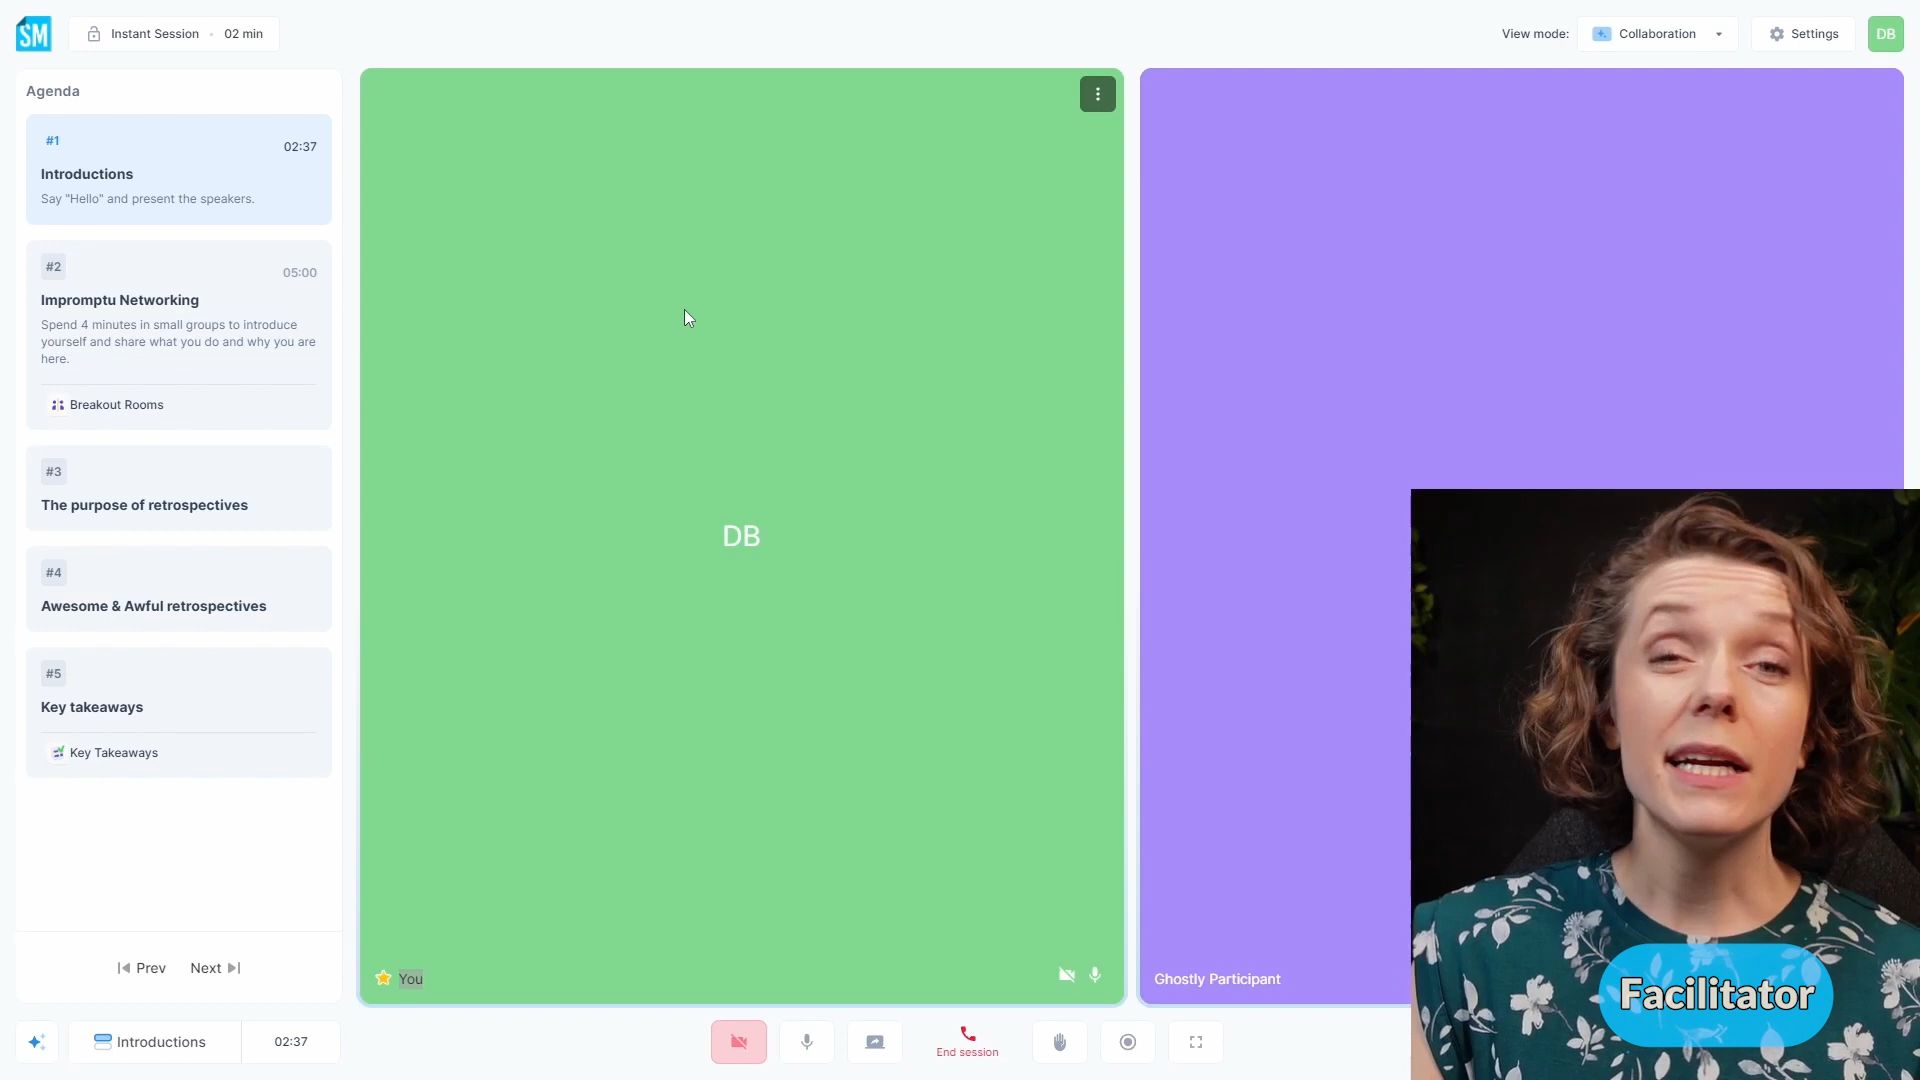 SM
Instant Session • 02 min
View mode:
Collaboration
Settings
DB
Agenda
#1
02:37
Introductions
Say "Hello" and present the speakers.
#2
05:00
Impromptu Networking
Spend 4 minutes in small groups to introduce
yourself and share what you do and why you are
here.
Breakout Rooms
#3
The purpose of retrospectives
#4
Awesome & Awful retrospectives
#5
Key takeaways
Key Takeaways
Prev
Next
Introductions
02:37
DB
You
Ghostly Participant
End session
Facilitator